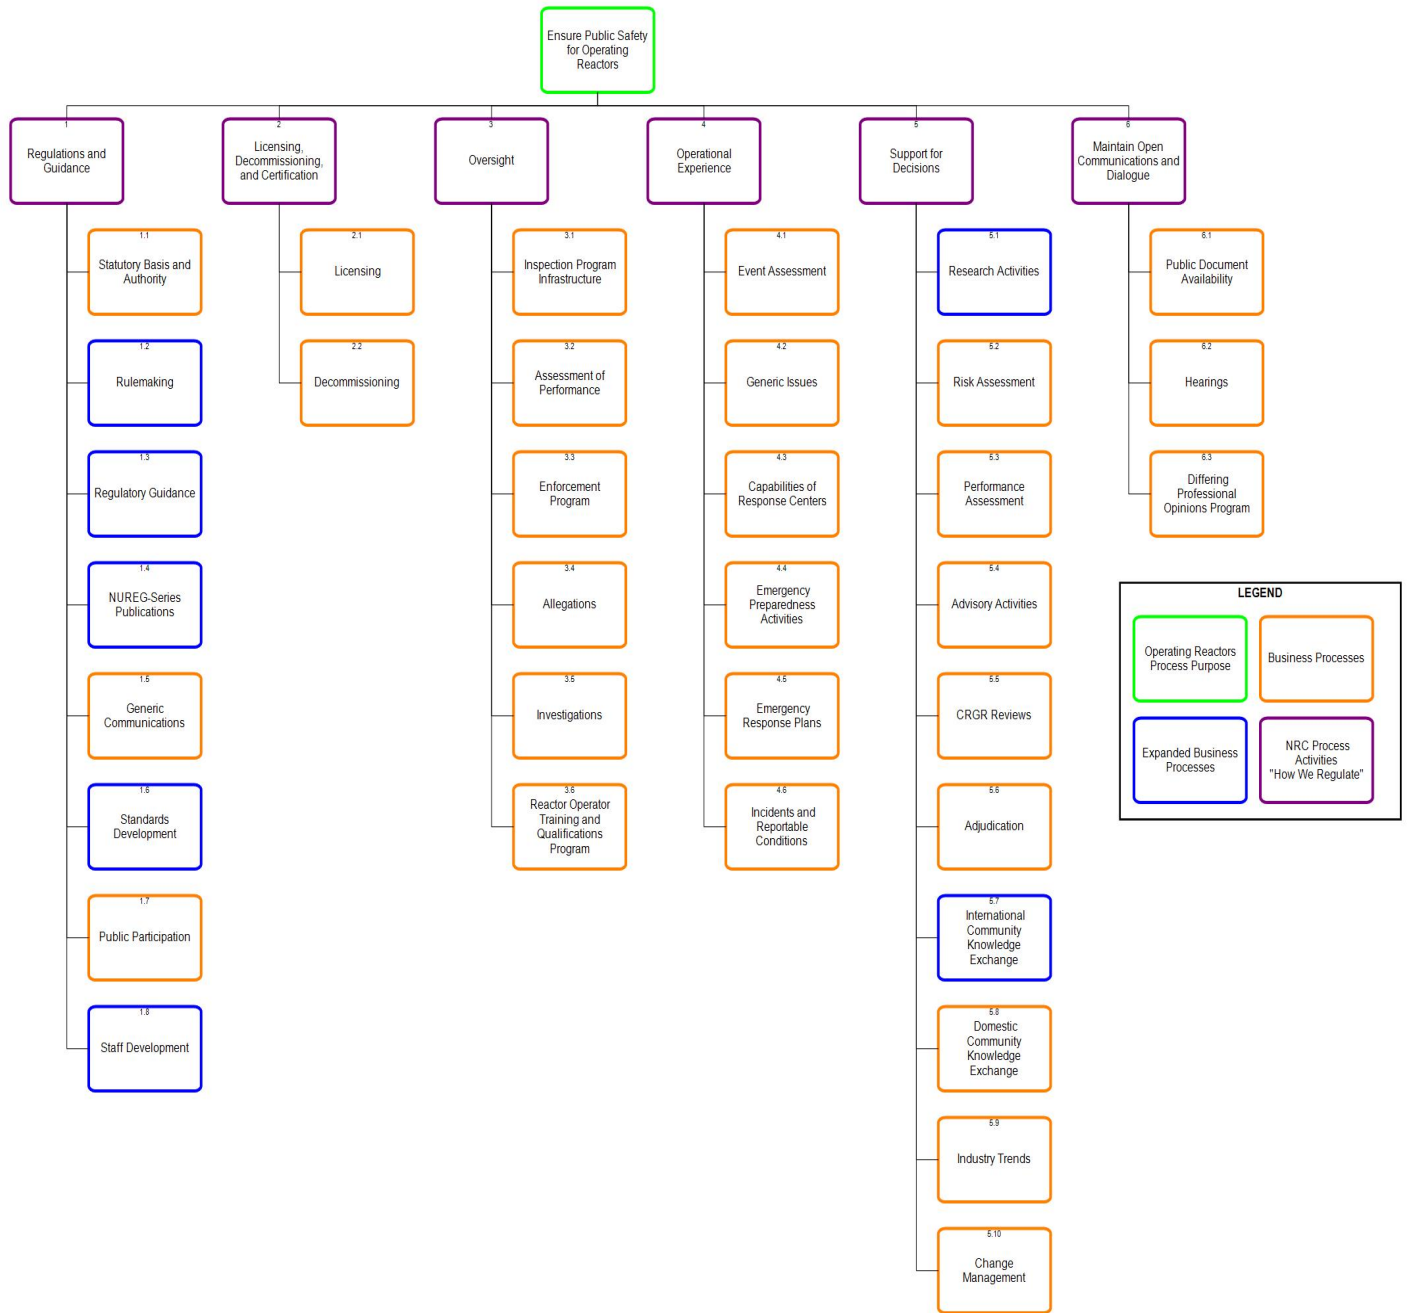 Ensure Public Safety
for Operating
Reactors
1
Regulations and
Guidance
2
Licensing,
Decommissioning,
and Certification
3
Oversight
4
Operational
Experience
5
Support for
Decisions
6
Maintain Open
Communications and
Dialogue
1.1
Statutory Basis and
Authority
1.2
Rulemaking
1.3
Regulatory Guidance
1.4
NUREG-Series
Publications
1.5
Generic
Communications
1.6
Standards
Development
1.7
Public Participation
1.8
Staff Development
2.1
Licensing
2.2
Decommissioning
3.1
Inspection Program
Infrastructure
3.2
Assessment of
Performance
3.3
Enforcement
Program
3.4
Allegations
3.5
Investigations
3.6
Reactor Operator
Training and
Qualifications
Program
4.1
Event Assessment
4.2
Generic Issues
4.3
Capabilities of
Response Centers
4.4
Emergency
Preparedness
Activities
4.5
Emergency
Response Plans
4.6
Incidents and
Reportable
Conditions
5.1
Research Activities
5.2
Risk Assessment
5.3
Performance
Assessment
5.4
Advisory Activities
5.5
CRGR Reviews
5.6
Adjudication
5.7
International
Community
Knowledge
Exchange
5.8
Domestic
Community
Knowledge
Exchange
5.9
Industry Trends
5.10
Change
Management
6.1
Public Document
Availability
6.2
Hearings
6.3
Differing
Professional
Opinions Program
LEGEND
Operating Reactors
Process Purpose
Business Processes
Expanded Business
Processes
NRC Process
Activities
"How We Regulate"